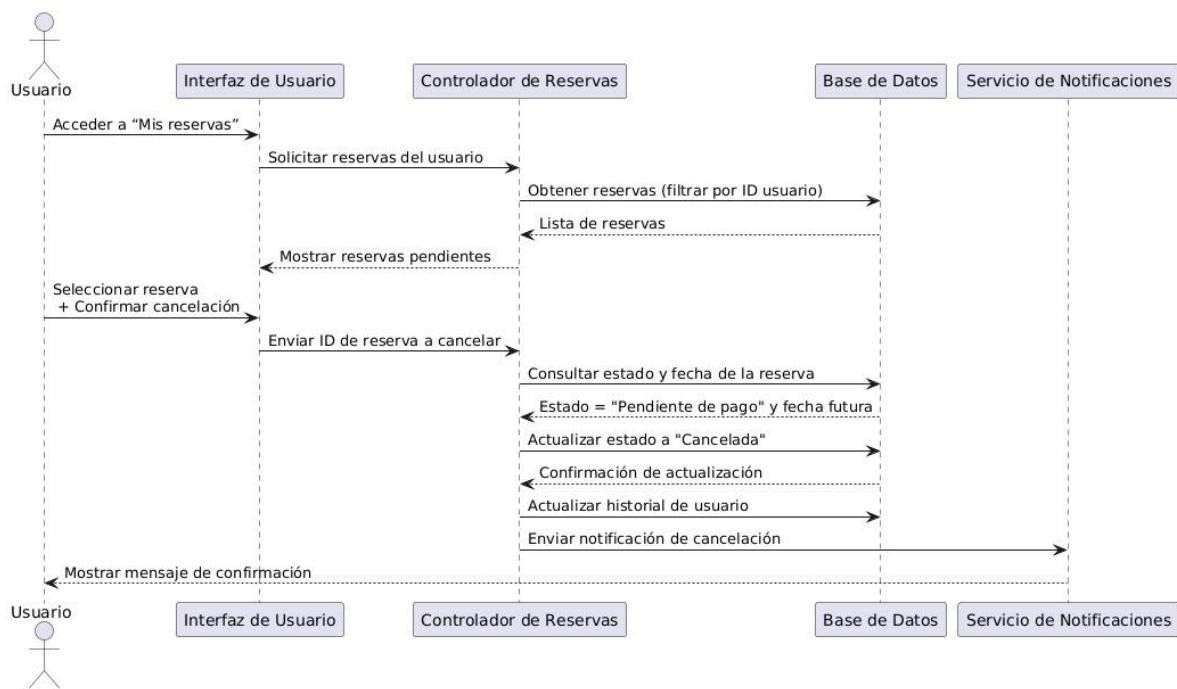 Usuario
Interfaz de Usuario
Controlador de Reservas
Base de Datos
Servicio de Notificaciones
Acceder a “Mis reservas”
Solicitar reservas del usuario
Obtener reservas (filtrar por ID usuario)
Lista de reservas
Mostrar reservas pendientes
Seleccionar reserva
+ Confirmar cancelación
Enviar ID de reserva a cancelar
Consultar estado y fecha de la reserva
Estado = "Pendiente de pago" y fecha futura
Actualizar estado a "Cancelada"
Confirmación de actualización
Actualizar historial de usuario
Enviar notificación de cancelación
Mostrar mensaje de confirmación
Usuario
Interfaz de Usuario
Controlador de Reservas
Base de Datos
Servicio de Notificaciones